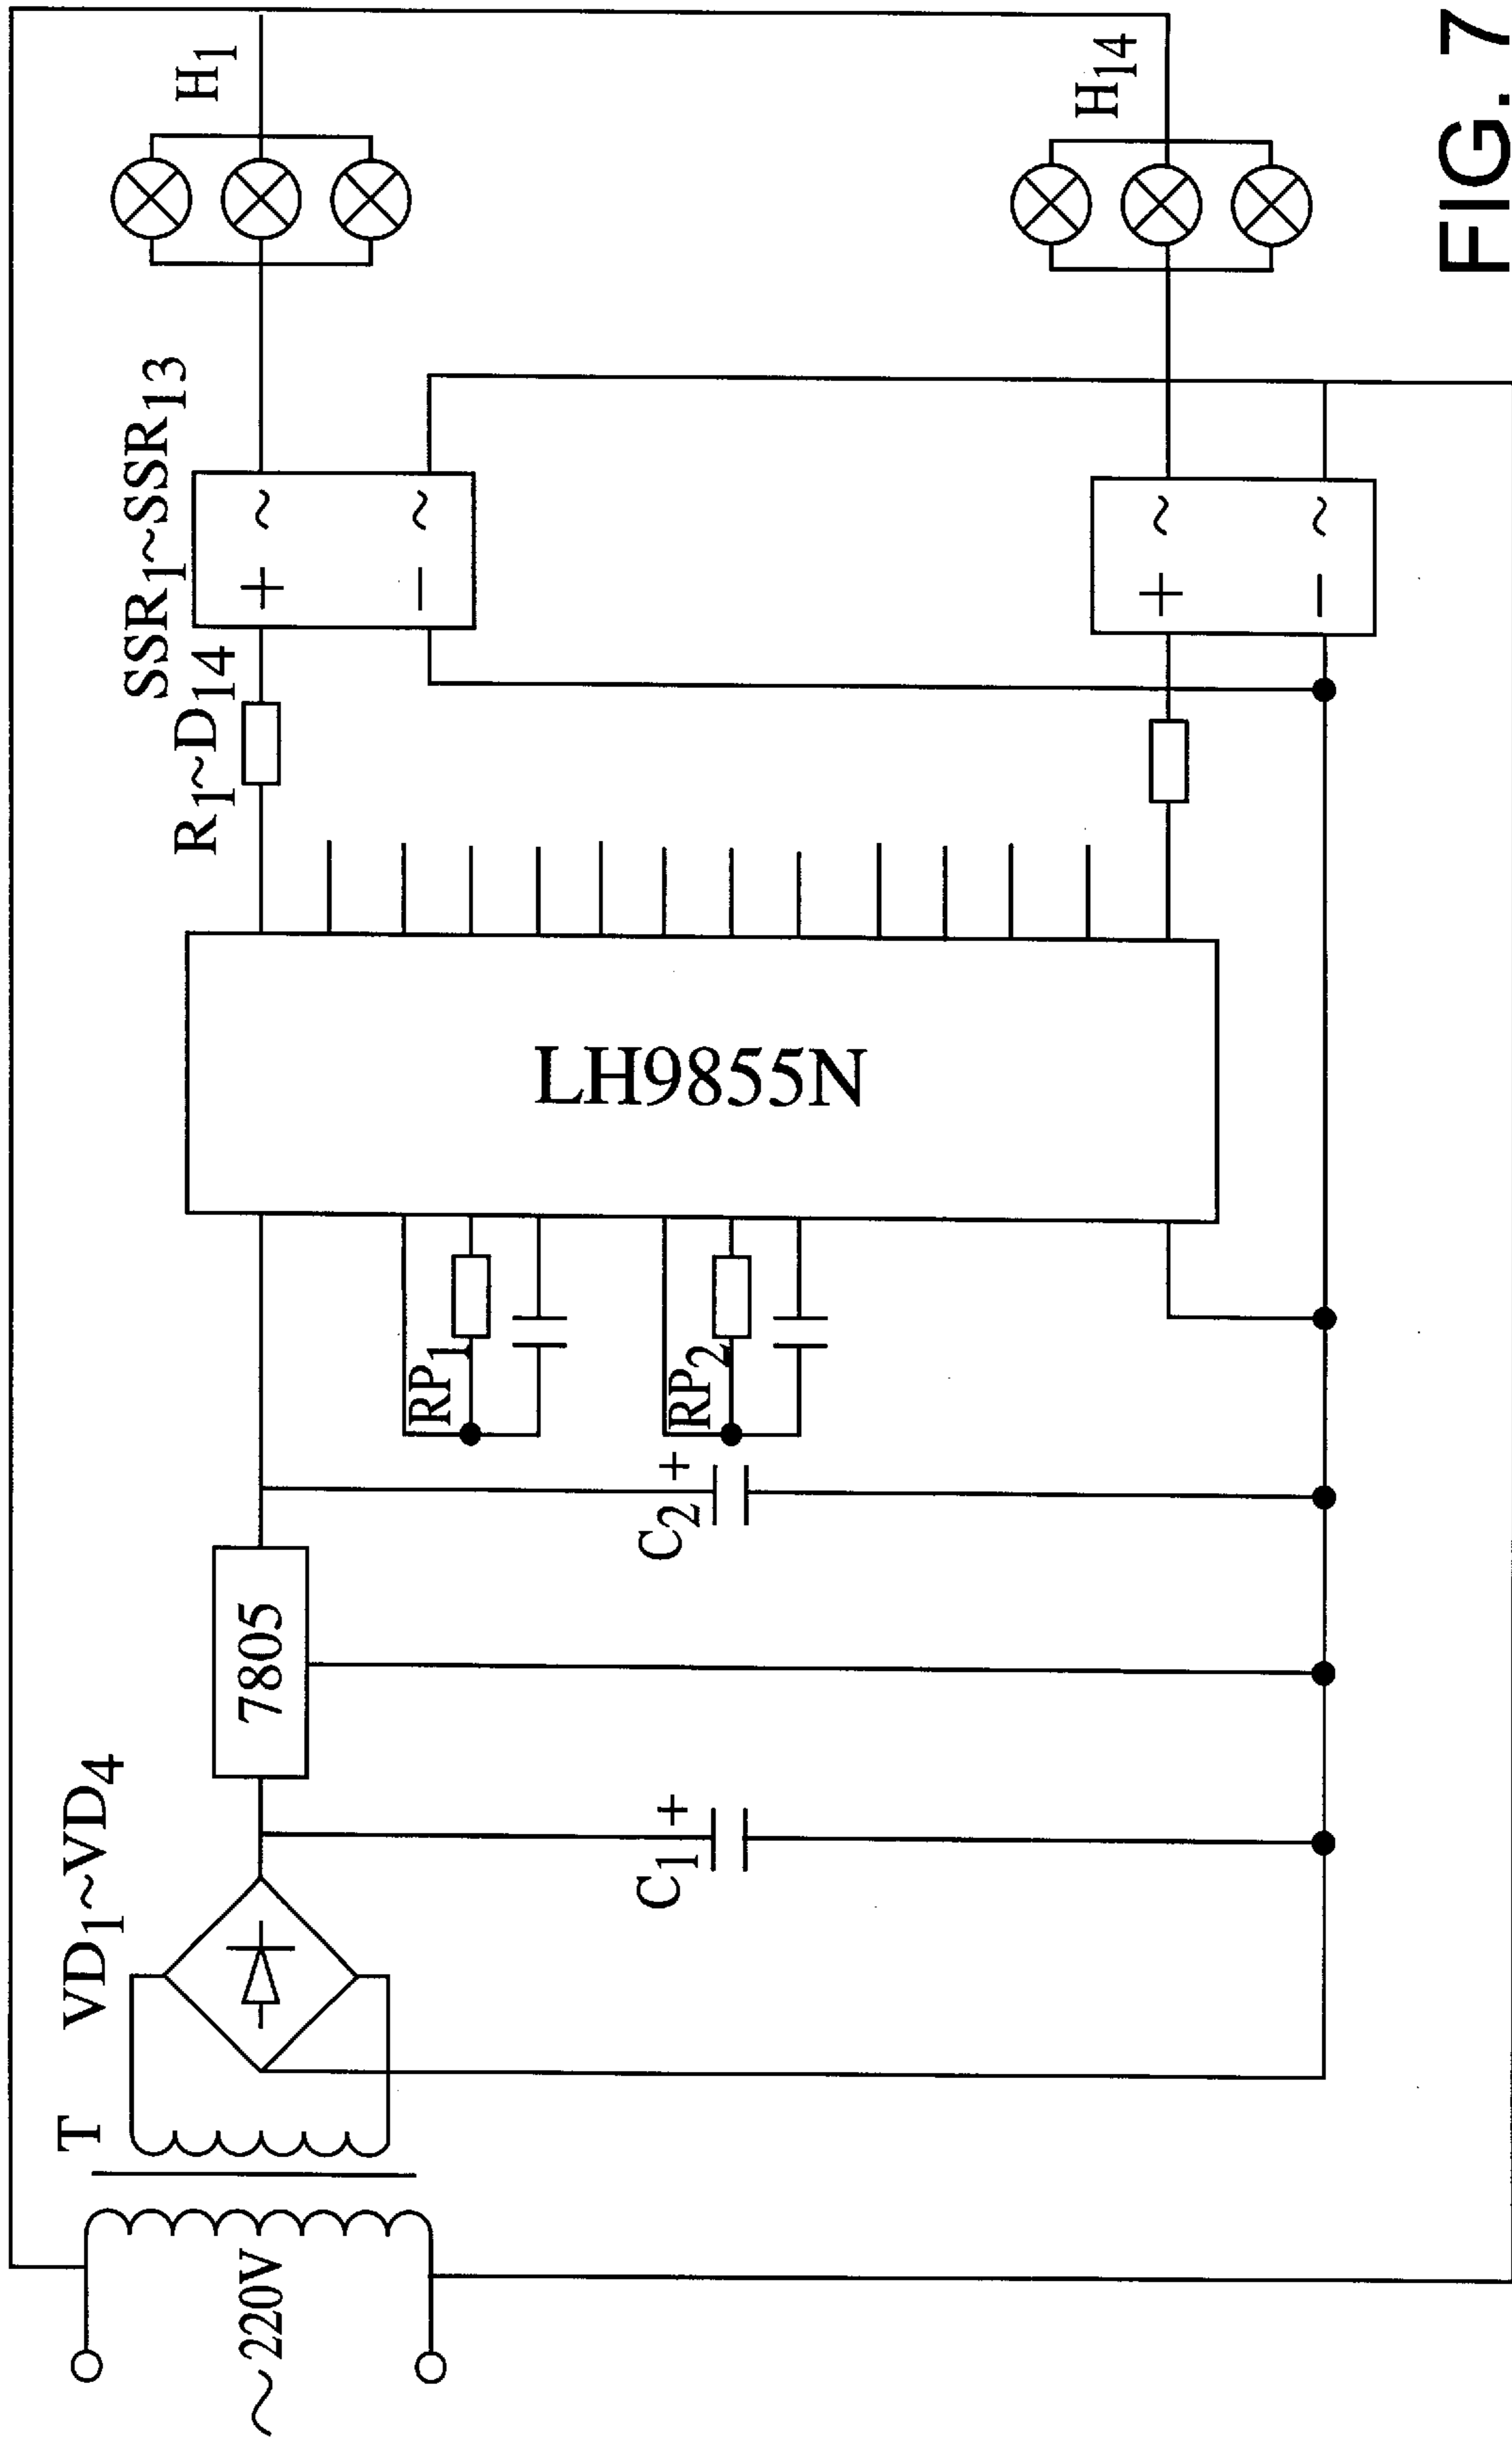 ~220V
T
VD1~VD4
7805
C1
+
C2
+
RP1
RP2
LH9855N
R1~D14
SSR1~SSR13
+
~
−
~
+
~
−
~
H1
H14
FIG. 7